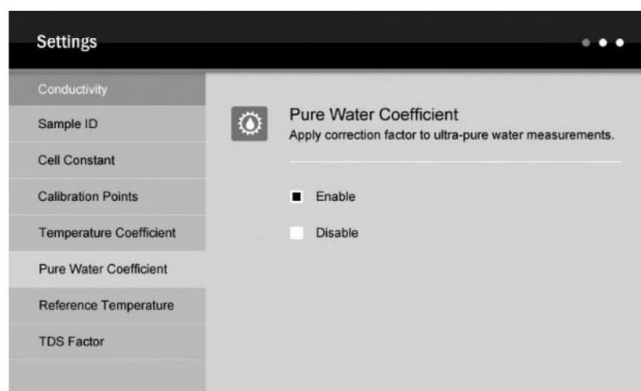 Settings
Conductivity
Sample ID
Cell Constant
Calibration Points
Temperature Coefficient
Pure Water Coefficient
Reference Temperature
TDS Factor
Pure Water Coefficient
Apply correction factor to ultra-pure water measurements.
Enable
Disable